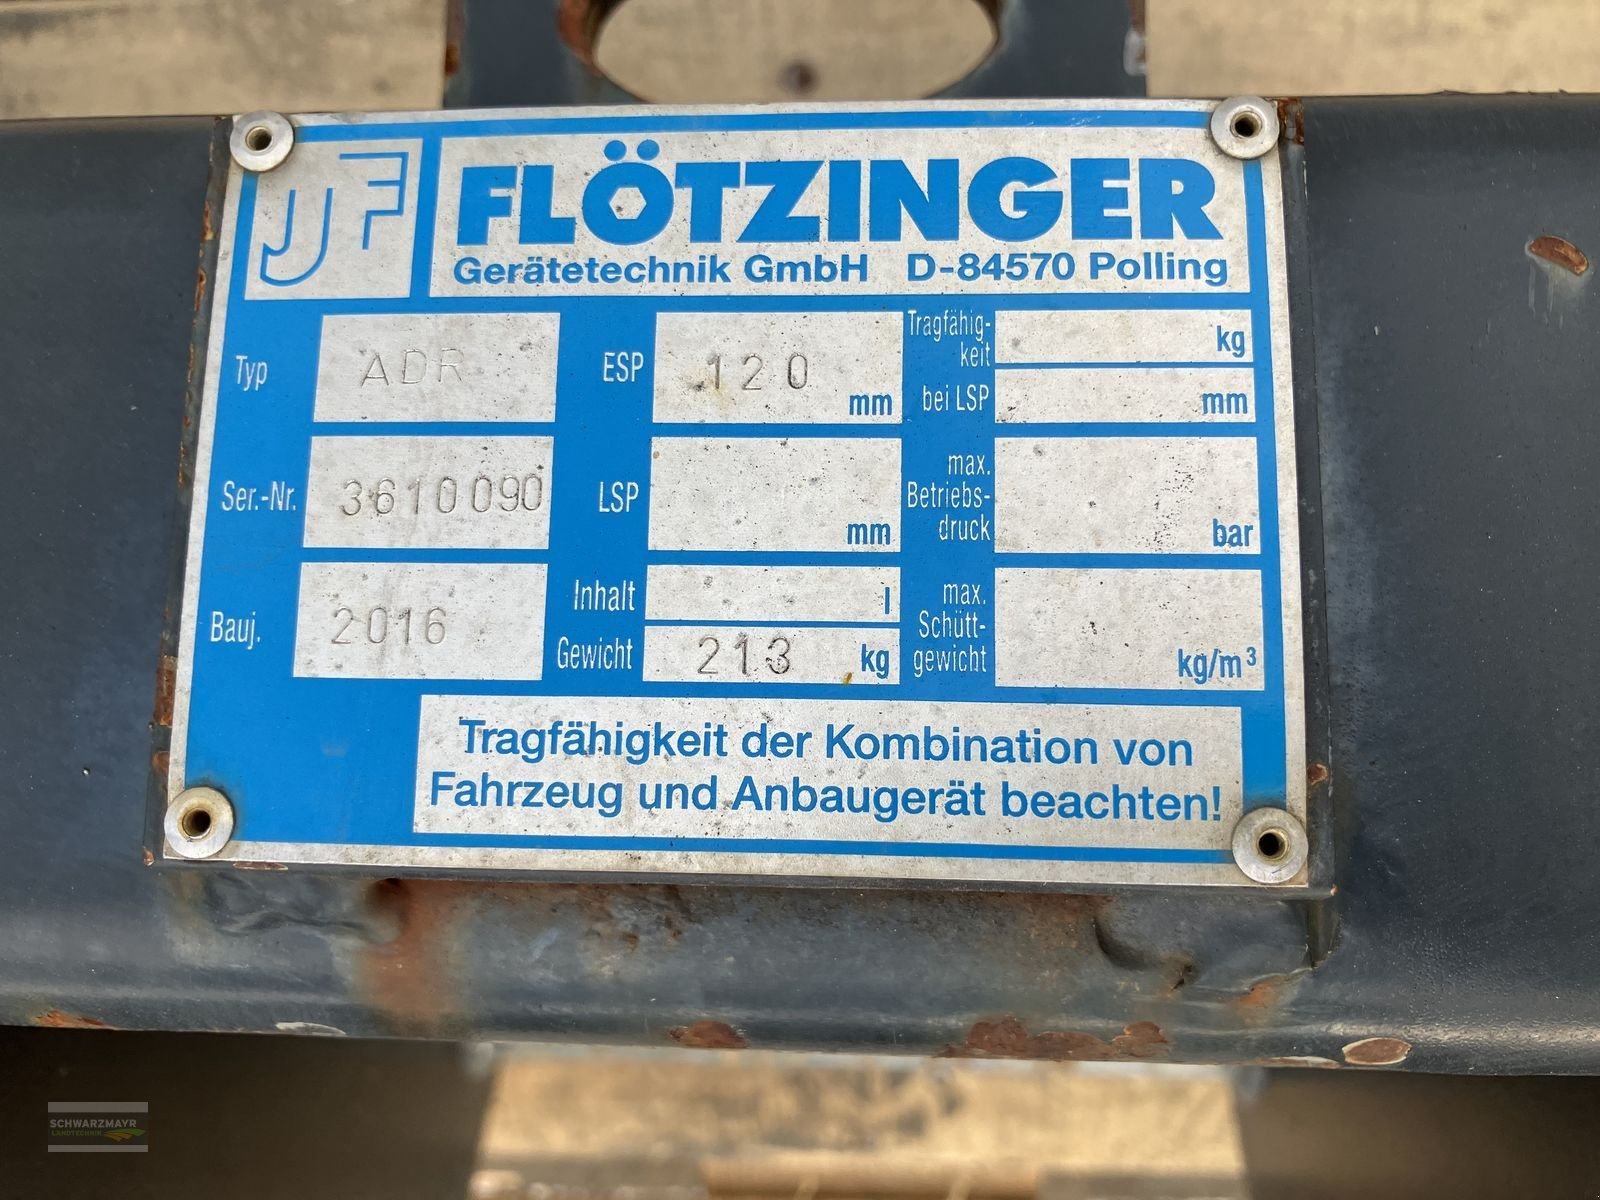 JF
FLÖTZINGER
Gerätetechnik GmbH D-84570 Polling
Typ ADR
ESP 120 mm
Tragfähig-
keit kg
bei LSP mm
Ser.-Nr. 3610090
LSP mm
max.
Betriebs-
druck bar
Bauj. 2016
Inhalt l
Gewicht 213 kg
max.
Schütt-
gewicht kg/m³
Tragfähigkeit der Kombination von
Fahrzeug und Anbaugerät beachten!
SCHWARZMAYR
LANDTECHNIK